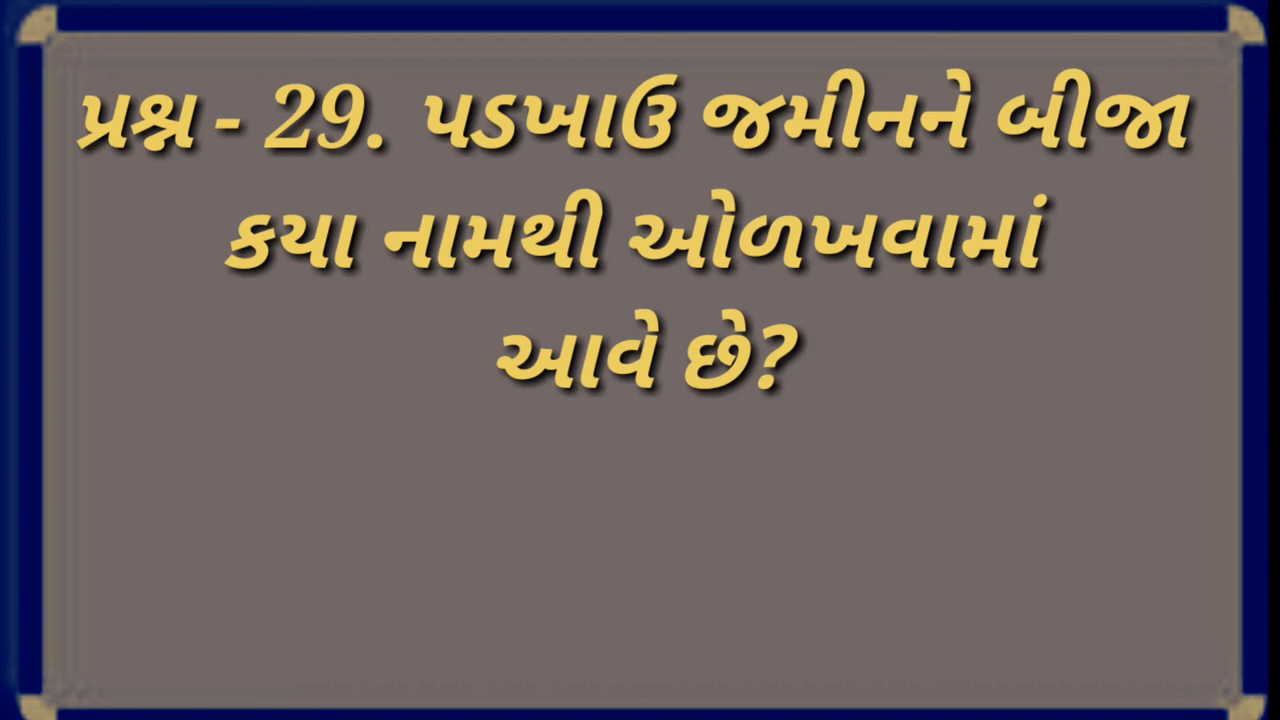 પ્રશ્ન - 29. પડખાઉ જમીનને બીજા
કયા નામથી ઓળખવામાં
આવે છે?